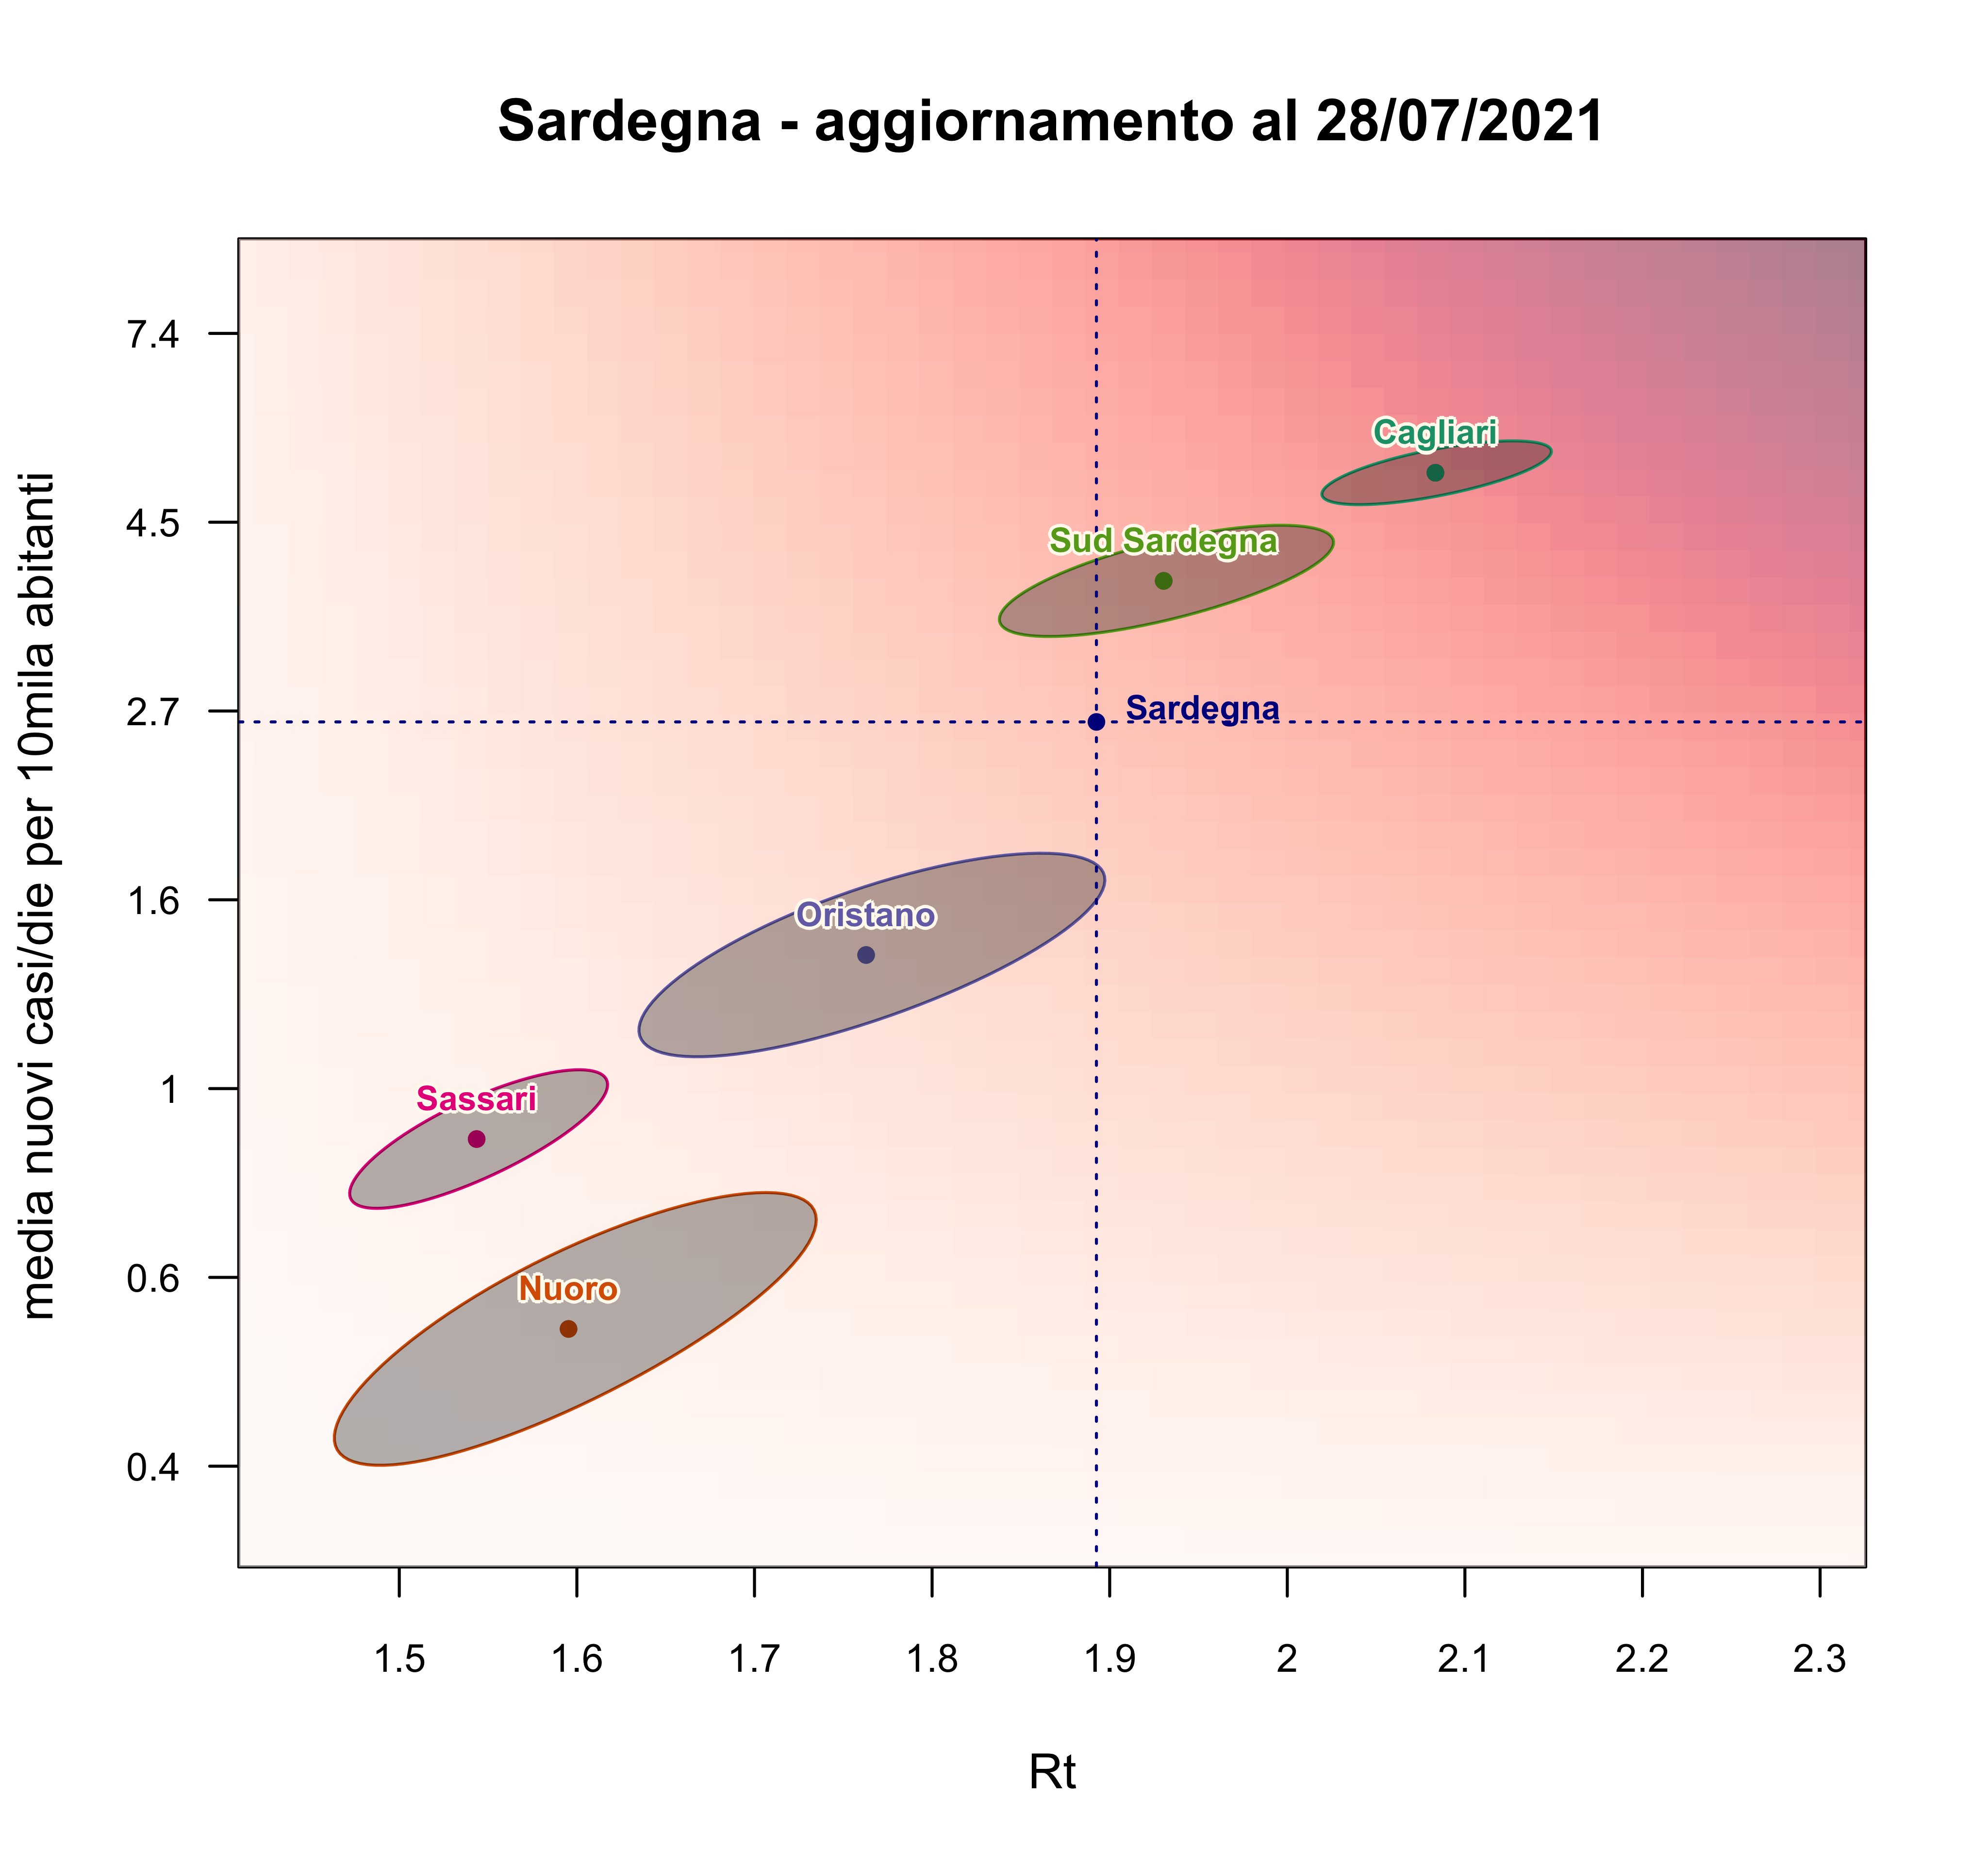 Sardegna - aggiornamento al 28/07/2021
media nuovi casi/die per 10mila abitanti
7.4
4.5
2.7
1.6
1
0.6
0.4
Cagliari
Sud Sardegna
Sardegna
Oristano
Sassari
Nuoro
1.5 1.6 1.7 1.8 1.9 2 2.1 2.2 2.3
Rt